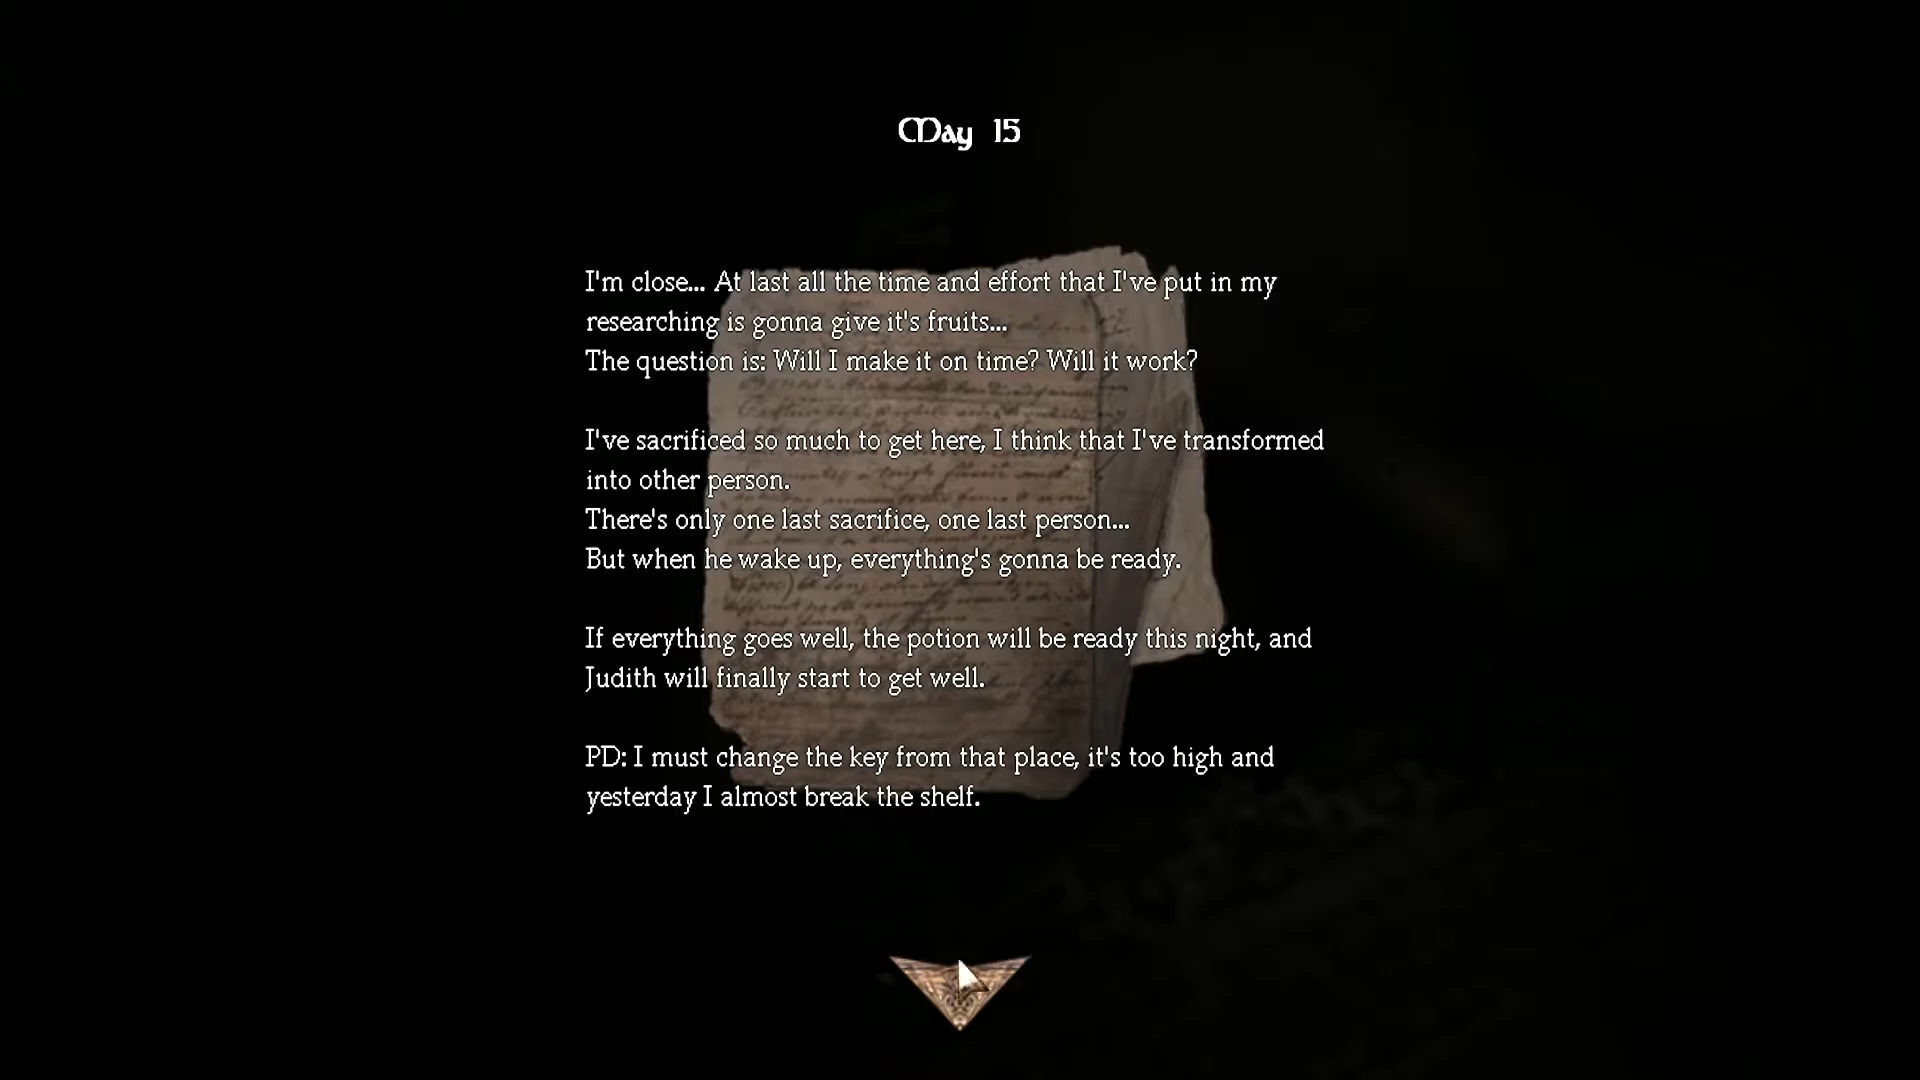 May 15
I'm close... At last all the time and effort that I've put in my
researching is gonna give it's fruits...
The question is: Will I make it on time? Will it work?
I've sacrificed so much to get here, I think that I've transformed
into other person.
There's only one last sacrifice, one last person...
But when he wake up, everything's gonna be ready.
If everything goes well, the potion will be ready this night, and
Judith will finally start to get well.
PD: I must change the key from that place, it's too high and
yesterday I almost break the shelf.